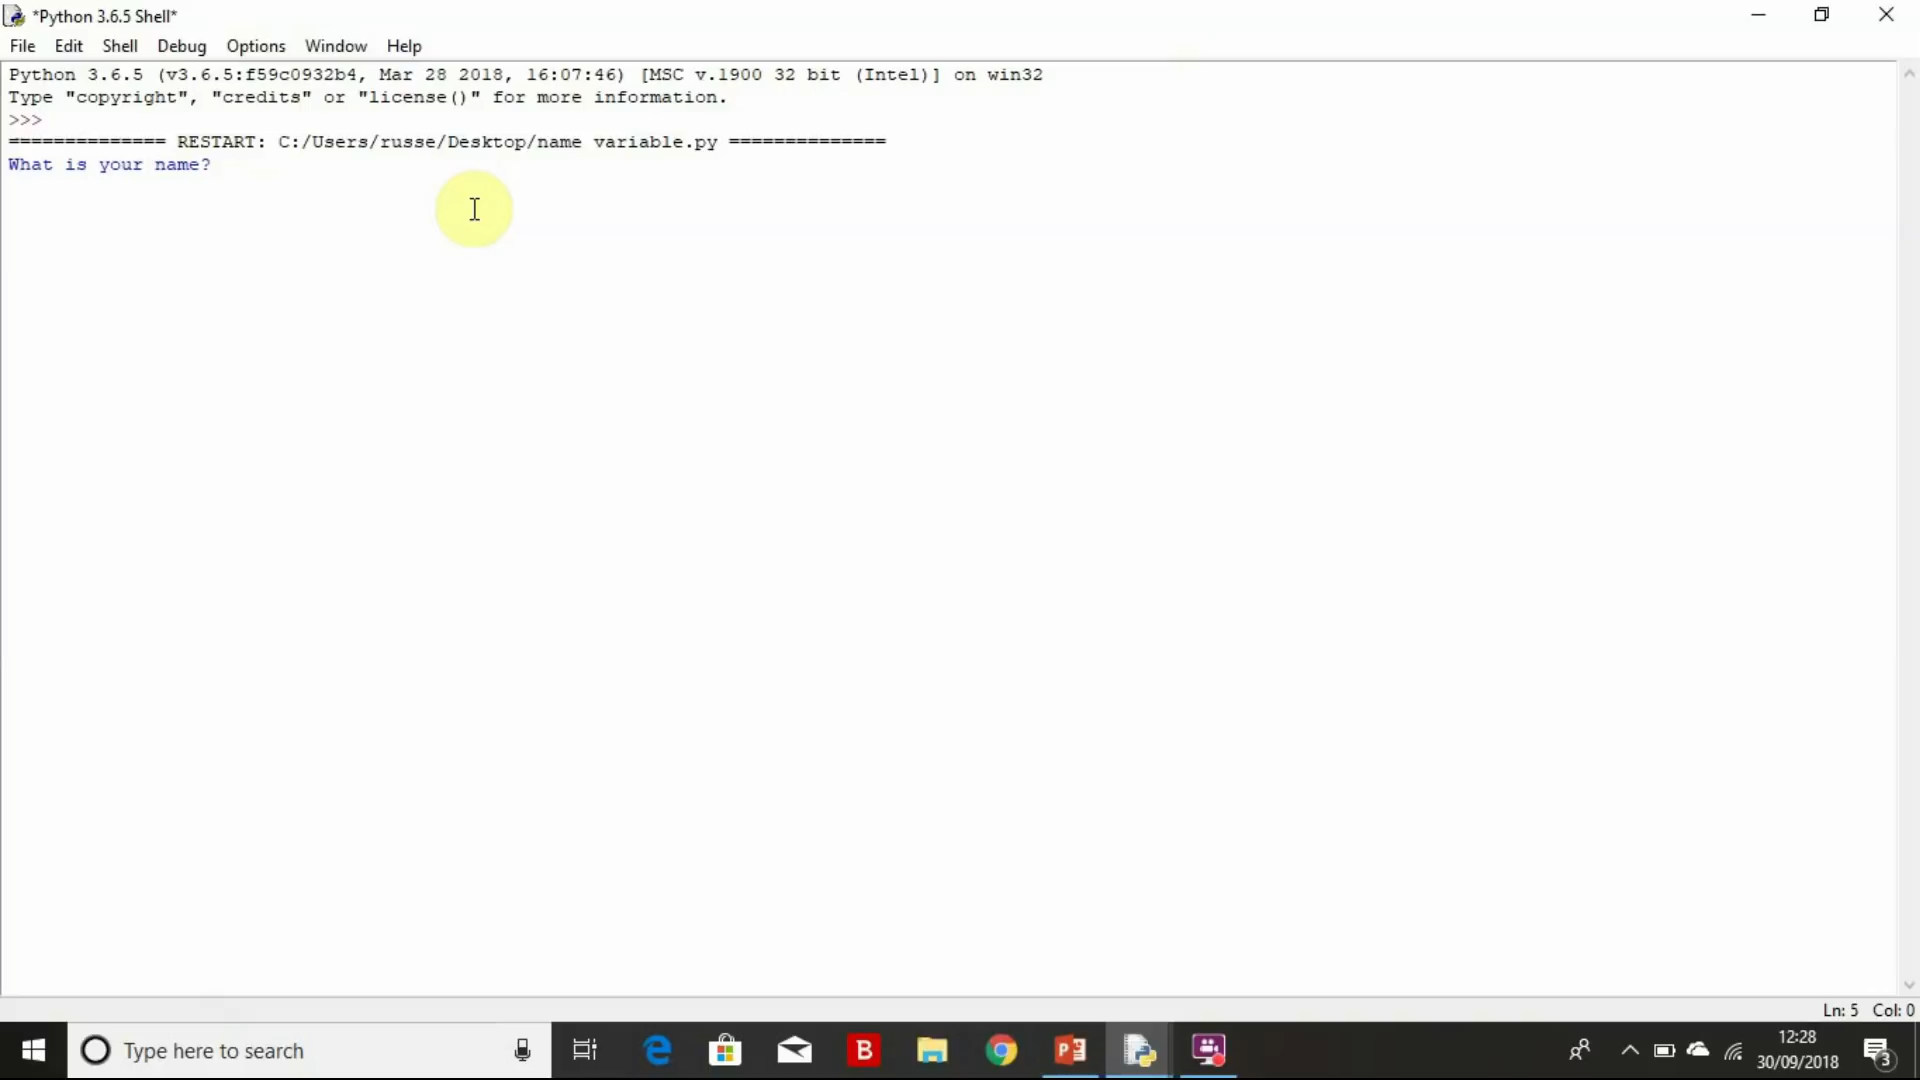 *Python 3.6.5 Shell*
File Edit Shell Debug Options Window Help
Python 3.6.5 (v3.6.5:f59c0932b4, Mar 28 2018, 16:07:46) [MSC v.1900 32 bit (Intel)] on win32
Type "copyright", "credits" or "license()" for more information.
>>>
============== RESTART: C:/Users/russe/Desktop/name variable.py ==============
What is your name?
Ln: 5 Col: 0
Type here to search
B
12:28
30/09/2018
3